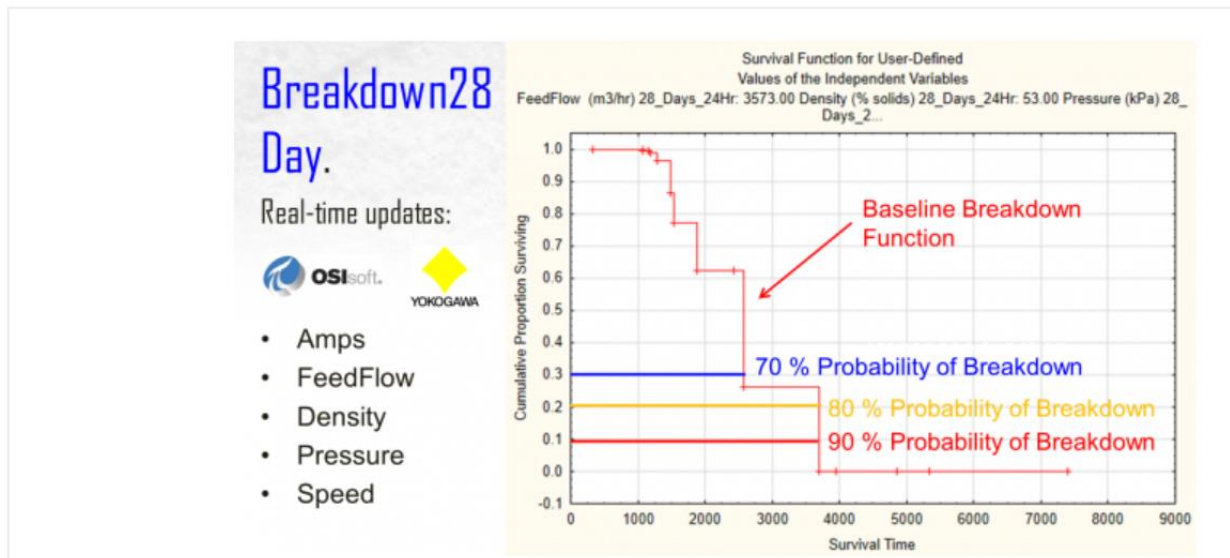 Breakdown28
Day.
Real-time updates:
OSIsoft.
YOKOGAWA
• Amps
• FeedFlow
• Density
• Pressure
• Speed
Survival Function for User-Defined
Values of the Independent Variables
FeedFlow (m3/hr) 28_Days_24Hr: 3573.00 Density (% solids) 28_Days_24Hr: 53.00 Pressure (kPa) 28_
Days_2...
Cumulative Proportion Surviving
1.0
0.9
0.8
0.7
0.6
0.5
0.4
0.3
0.2
0.1
0.0
-0.1
Baseline Breakdown
Function
70 % Probability of Breakdown
80 % Probability of Breakdown
90 % Probability of Breakdown
0 1000 2000 3000 4000 5000 6000 7000 8000 9000
Survival Time